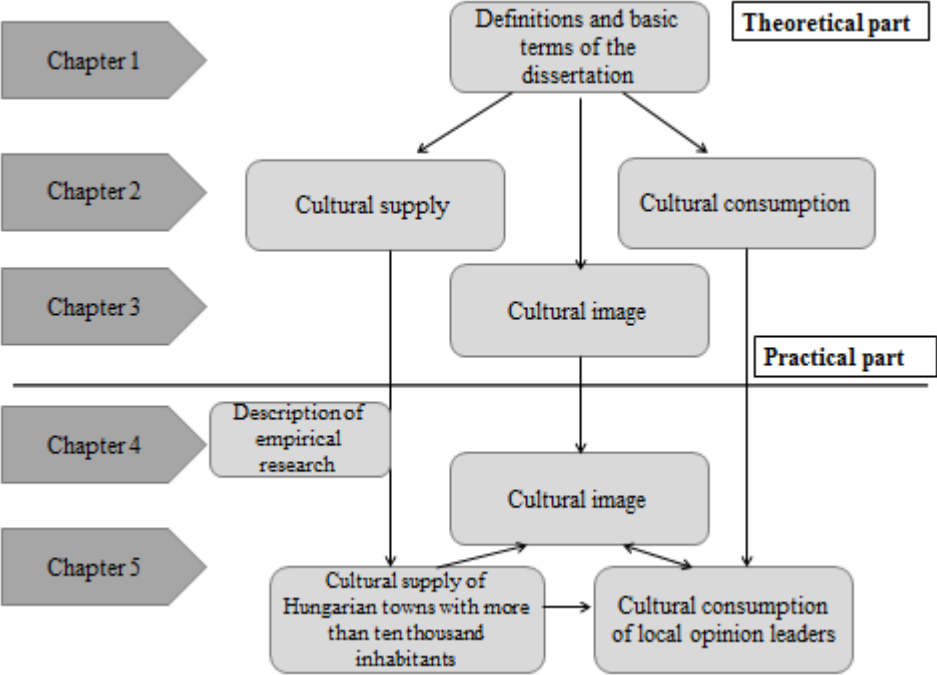 Chapter 1
Definitions and basic
terms of the
dissertation
Theoretical part
Chapter 2
Cultural supply
Cultural consumption
Chapter 3
Cultural image
Practical part
Chapter 4
Description of
empirical
research
Cultural image
Chapter 5
Cultural supply of
Hungarian towns with more
than ten thousand
inhabitants
Cultural consumption
of local opinion leaders